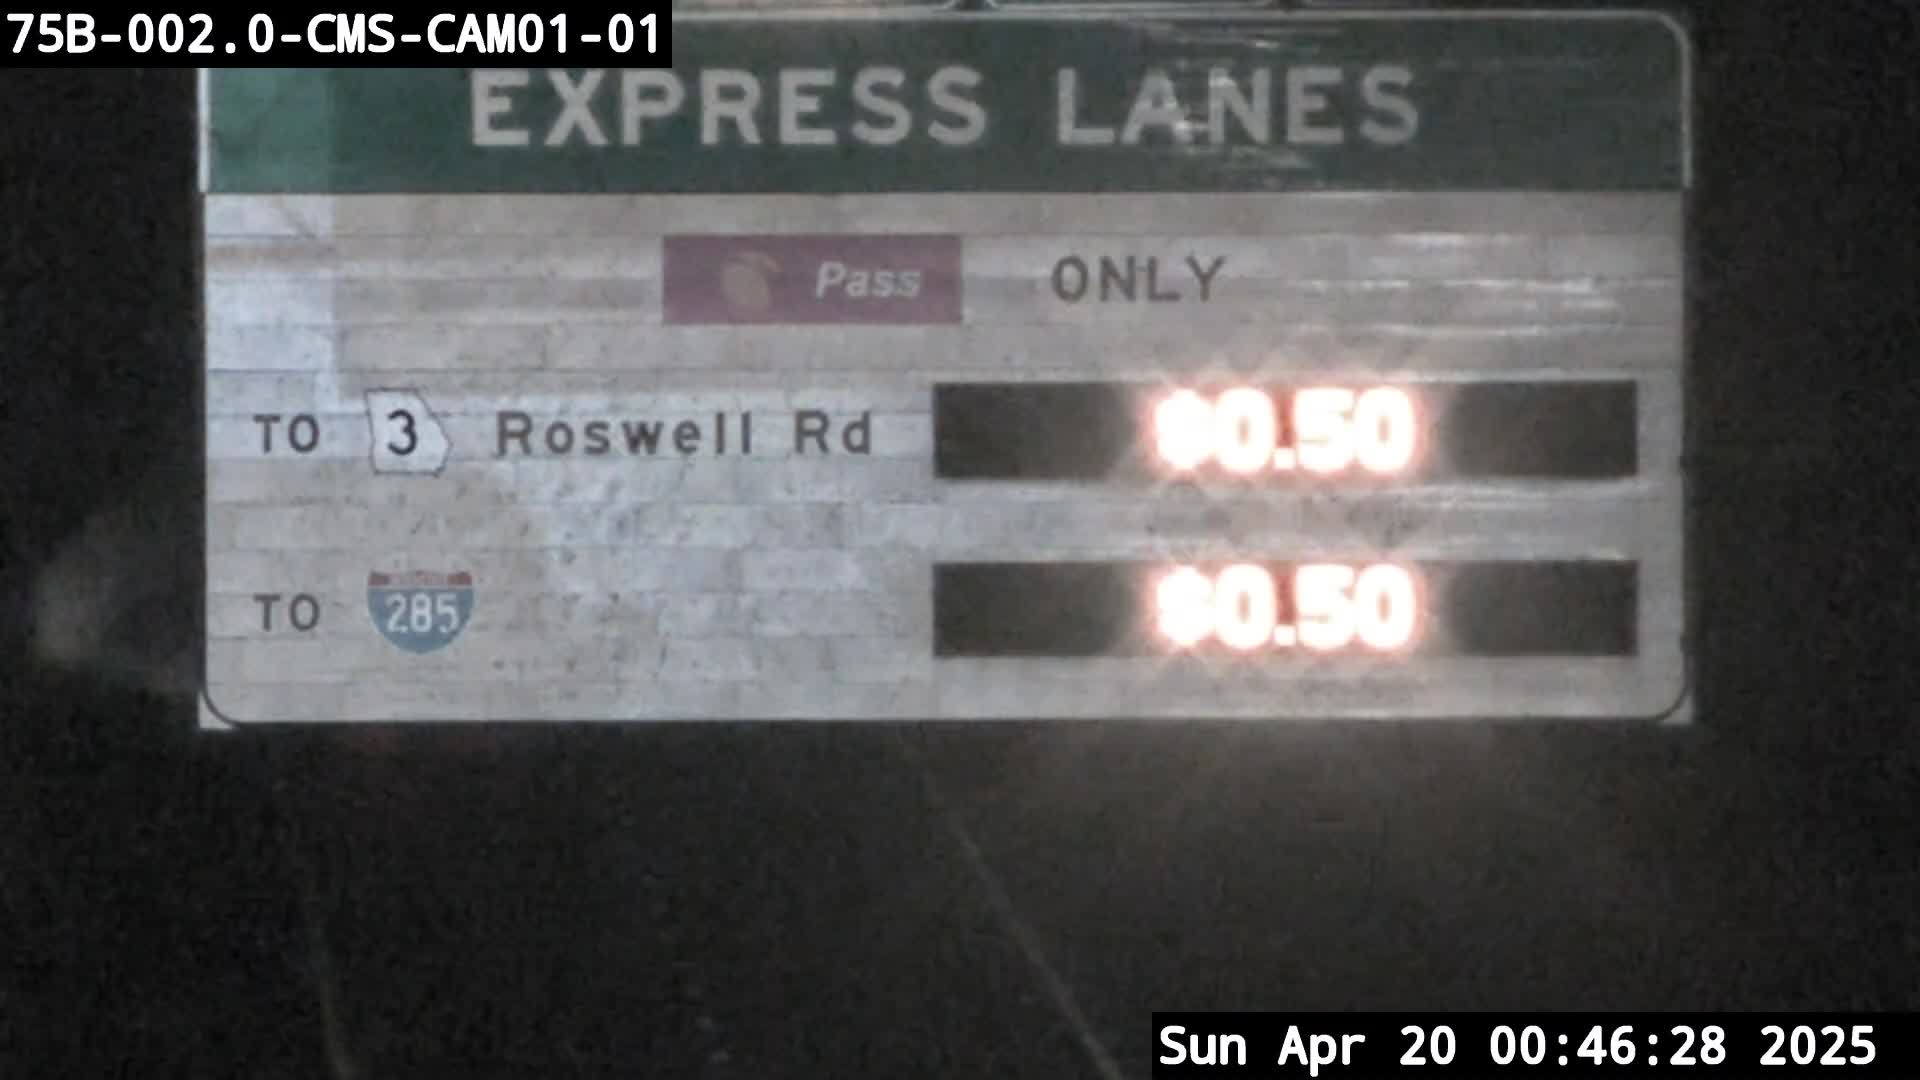 75B-002.0-CMS-CAM01-01
EXPRESS LANES
Pass ONLY
TO 3 Roswell Rd $0.50
TO 285 $0.50
Sun Apr 20 00:46:28 2025